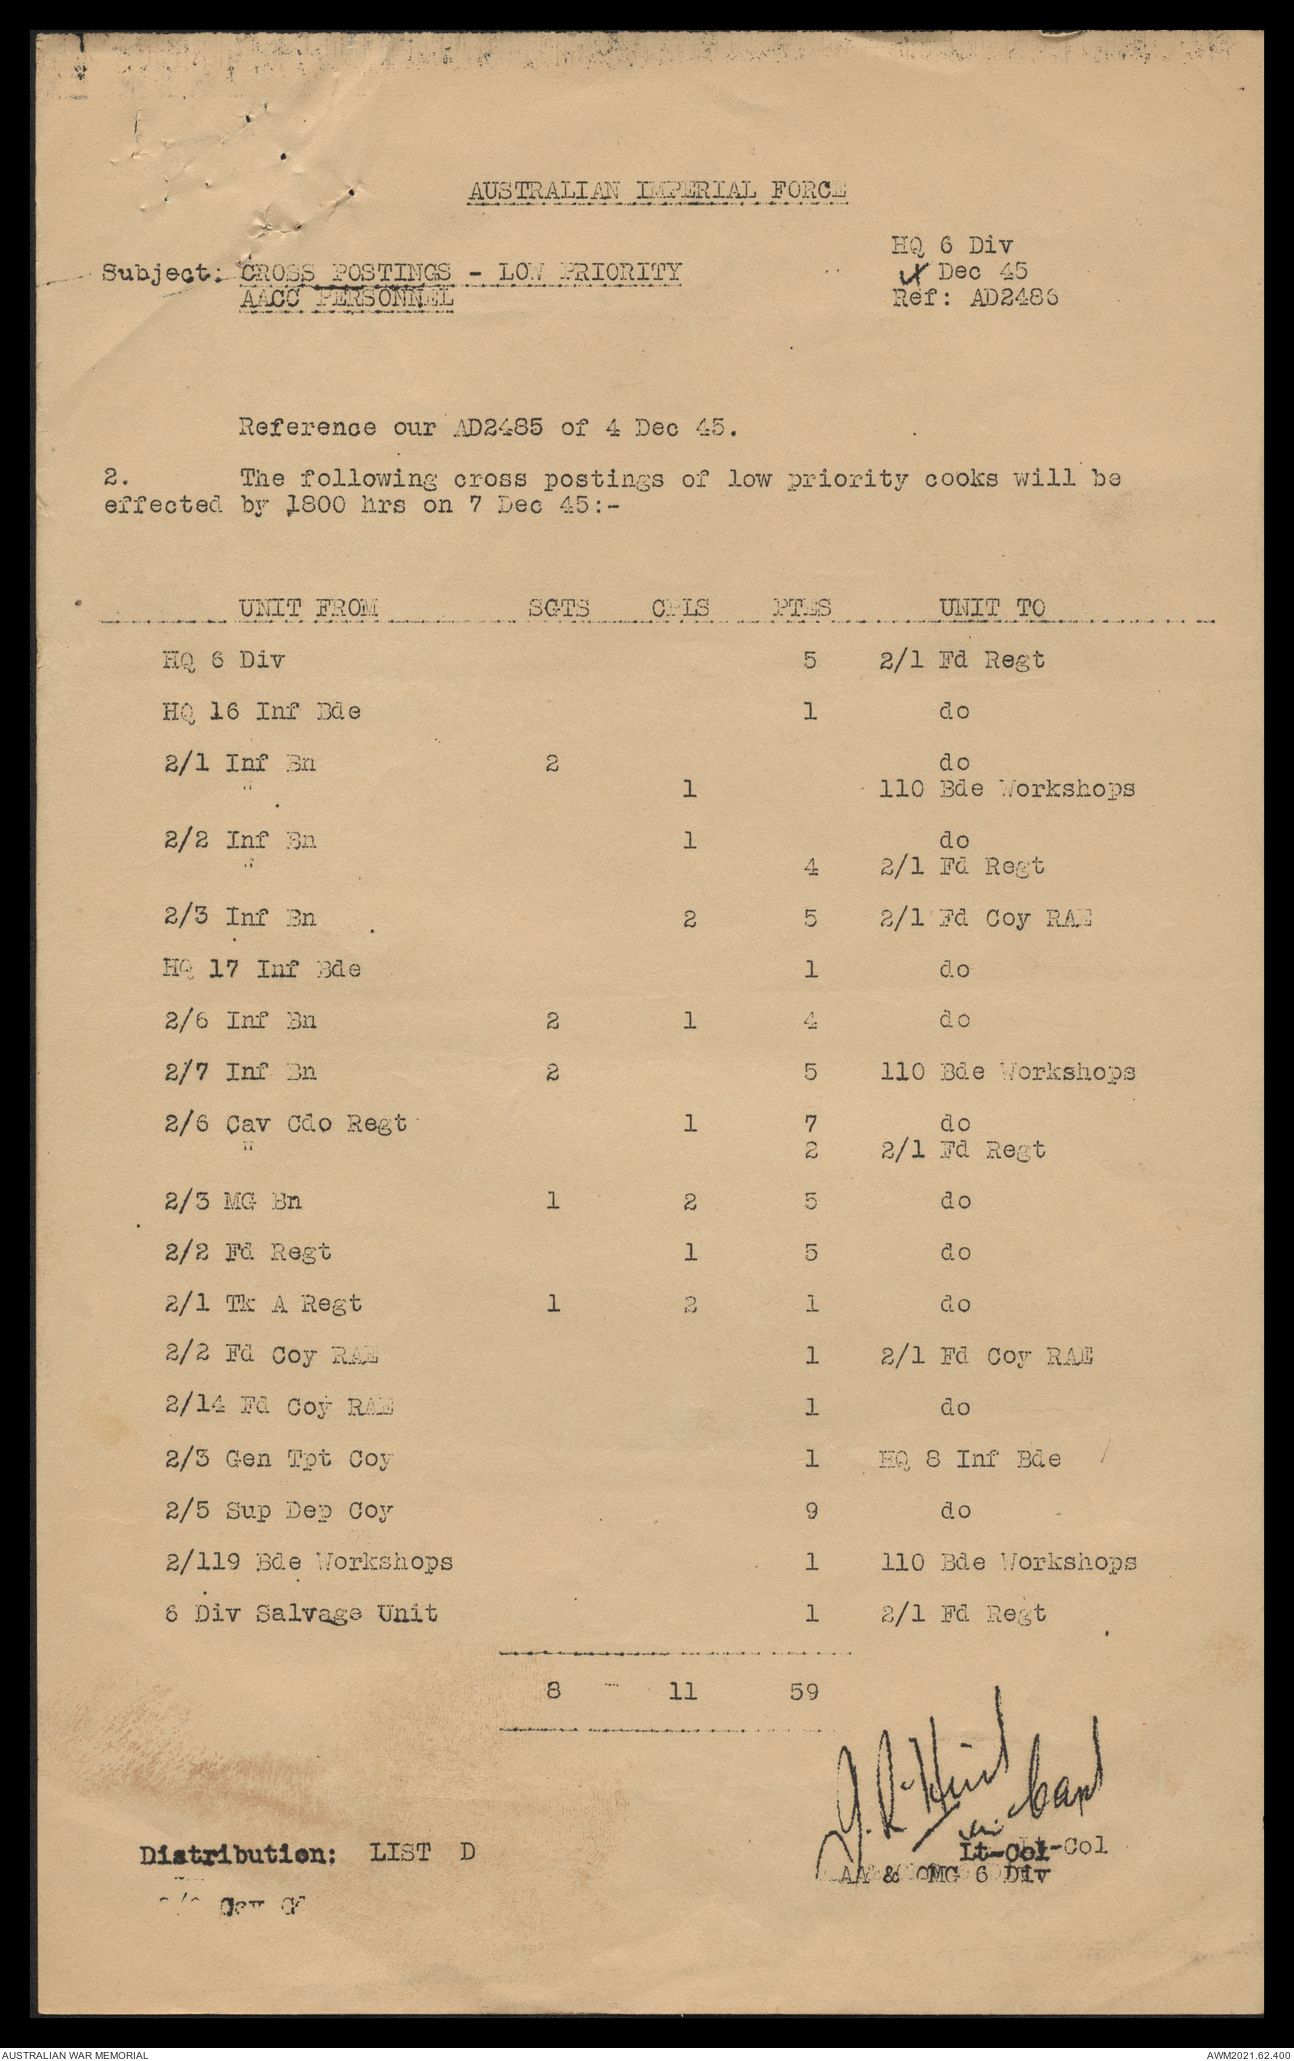 AUSTRALIAN IMPERIAL FORCE
HQ 6 Div
Subject: CROSS POSTINGS - LOW PRIORITY
Dec 45
AACC PERSONNEL
Ref: AD2486
Reference our AD2485 of 4 Dec 45.
2. The following cross postings of low priority cooks will be
effected by 1800 hrs on 7 Dec 45:-
UNIT FROM SGTS CPLS PTES UNIT TO
HQ 6 Div 5 2/1 Fd Regt
HQ 16 Inf Bde 1 do
2/1 Inf Bn 2 do
" 1 110 Bde Workshops
2/2 Inf Bn 1 do
" 4 2/1 Fd Regt
2/3 Inf Bn 2 5 2/1 Fd Coy RAE
HQ 17 Inf Bde 1 do
2/6 Inf Bn 2 1 4 do
2/7 Inf Bn 2 5 110 Bde Workshops
2/6 Cav Cdo Regt 1 7 do
" 2 2/1 Fd Regt
2/3 MG Bn 1 2 5 do
2/2 Fd Regt 1 5 do
2/1 Tk A Regt 1 2 1 do
2/2 Fd Coy RAE 1 2/1 Fd Coy RAE
2/14 Fd Coy RAE 1 do
2/3 Gen Tpt Coy 1 HQ 8 Inf Bde
2/5 Sup Dep Coy 9 do
2/119 Bde Workshops 1 110 Bde Workshops
6 Div Salvage Unit 1 2/1 Fd Regt
8 11 59
Capt
Lt-Col
Distribution: LIST D
AA & QMG 6 Div
Cav
AUSTRALIAN WAR MEMORIAL
AWM2021.62.400